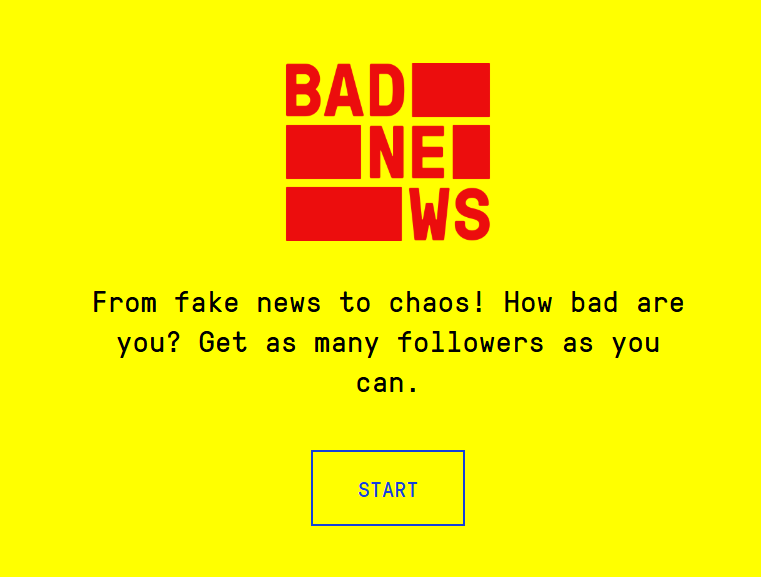 BAD
NE
WS
From fake news to chaos! How bad are
you? Get as many followers as you
can.
START